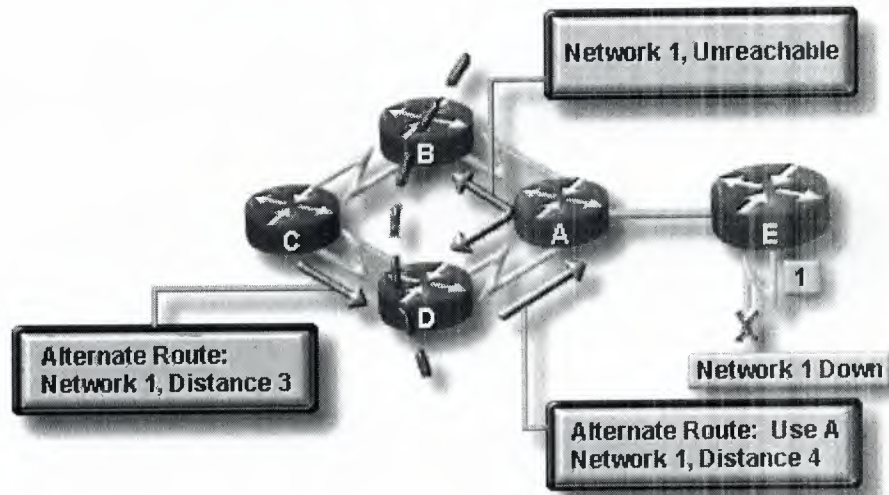 Network 1, Unreachable
B
C
A
E
D
1
Alternate Route:
Network 1, Distance 3
Network 1 Down
Alternate Route: Use A
Network 1, Distance 4